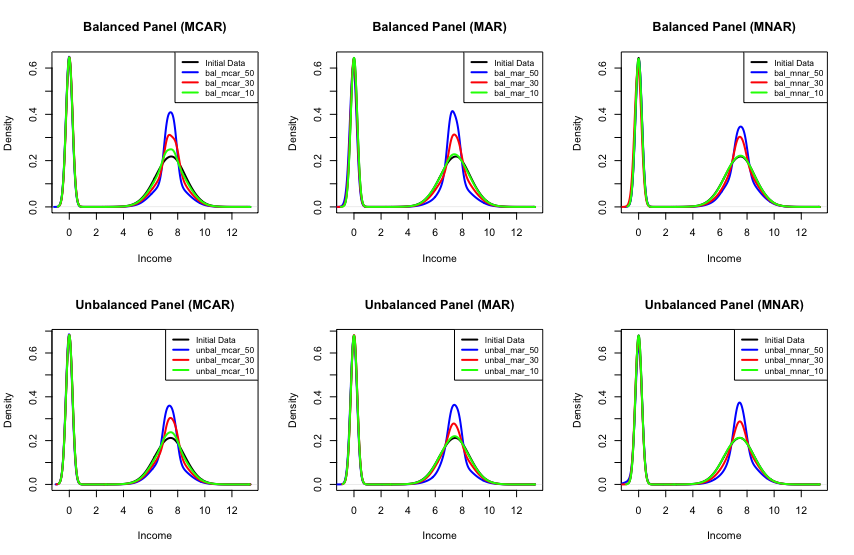 Balanced Panel (MCAR)
Density
0.0 0.2 0.4 0.6
Initial Data
bal_mcar_50
bal_mcar_30
bal_mcar_10
0 2 4 6 8 10 12
Income
Balanced Panel (MAR)
Density
0.0 0.2 0.4 0.6
Initial Data
bal_mar_50
bal_mar_30
bal_mar_10
0 2 4 6 8 10 12
Income
Balanced Panel (MNAR)
Density
0.0 0.2 0.4 0.6
Initial Data
bal_mnar_50
bal_mnar_30
bal_mnar_10
0 2 4 6 8 10 12
Income
Unbalanced Panel (MCAR)
Density
0.0 0.2 0.4 0.6
Initial Data
unbal_mcar_50
unbal_mcar_30
unbal_mcar_10
0 2 4 6 8 10 12
Income
Unbalanced Panel (MAR)
Density
0.0 0.2 0.4 0.6
Initial Data
unbal_mar_50
unbal_mar_30
unbal_mar_10
0 2 4 6 8 10 12
Income
Unbalanced Panel (MNAR)
Density
0.0 0.2 0.4 0.6
Initial Data
unbal_mnar_50
unbal_mnar_30
unbal_mnar_10
0 2 4 6 8 10 12
Income